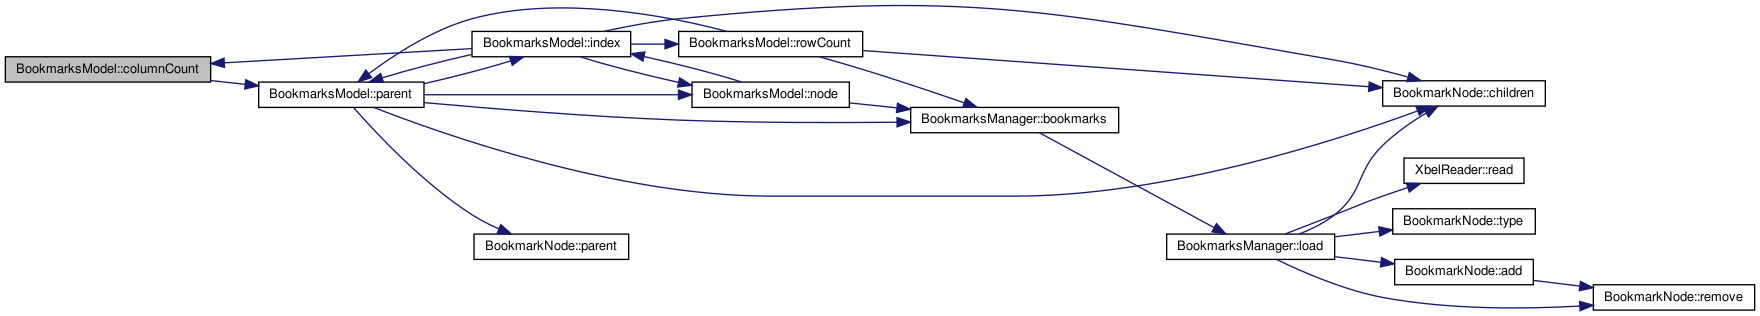 BookmarksModel::columnCount
BookmarksModel::parent
BookmarksModel::index
BookmarkNode::parent
BookmarksModel::rowCount
BookmarksModel::node
BookmarksManager::bookmarks
BookmarksManager::load
BookmarkNode::children
XbelReader::read
BookmarkNode::type
BookmarkNode::add
BookmarkNode::remove